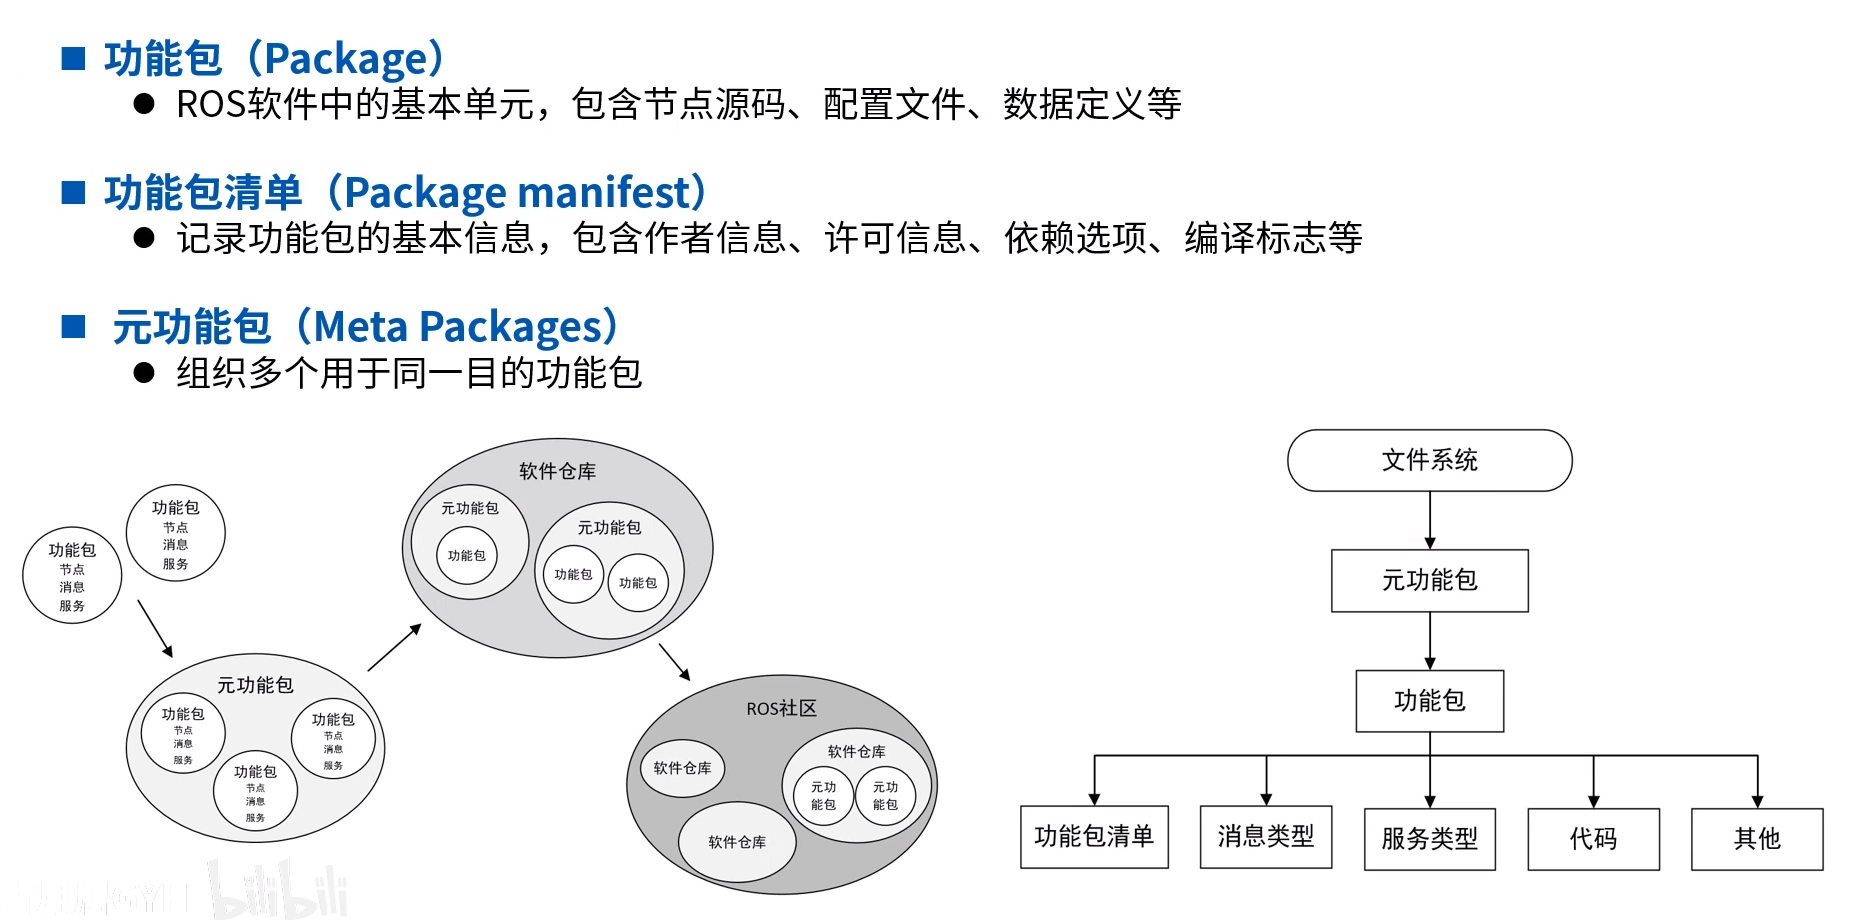 功能包（Package）
ROS软件中的基本单元，包含节点源码、配置文件、数据定义等
功能包清单（Package manifest）
记录功能包的基本信息，包含作者信息、许可信息、依赖选项、编译标志等
元功能包（Meta Packages）
组织多个用于同一目的功能包
功能包
节点
消息
服务
功能包
节点
消息
服务
元功能包
功能包
节点
消息
服务
功能包
节点
消息
服务
功能包
节点
消息
服务
软件仓库
元功能包
功能包
元功能包
功能包
功能包
ROS社区
软件仓库
软件仓库
软件仓库
元功
能包
元功
能包
文件系统
元功能包
功能包
功能包清单
消息类型
服务类型
代码
其他
bilibili